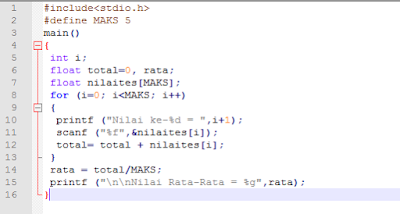 1 #include<stdio.h>
2 #define MAKS 5
3 main()
4 {
5 int i;
6 float total=0, rata;
7 float nilaites[MAKS];
8 for (i=0; i<MAKS; i++)
9 {
10 printf ("Nilai ke-%d = ",i+1);
11 scanf ("%f",&nilaites[i]);
12 total= total + nilaites[i];
13 }
14 rata = total/MAKS;
15 printf ("\n\nNilai Rata-Rata = %g",rata);
16 }